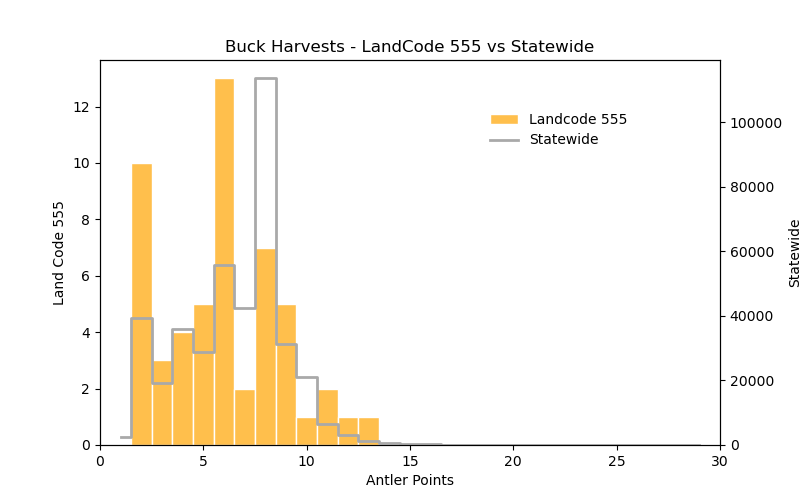 Buck Harvests - LandCode 555 vs Statewide
Landcode 555
Statewide
Land Code 555
12
10
8
6
4
2
0
100000
80000
60000
40000
20000
0
Statewide
0 5 10 15 20 25 30
Antler Points